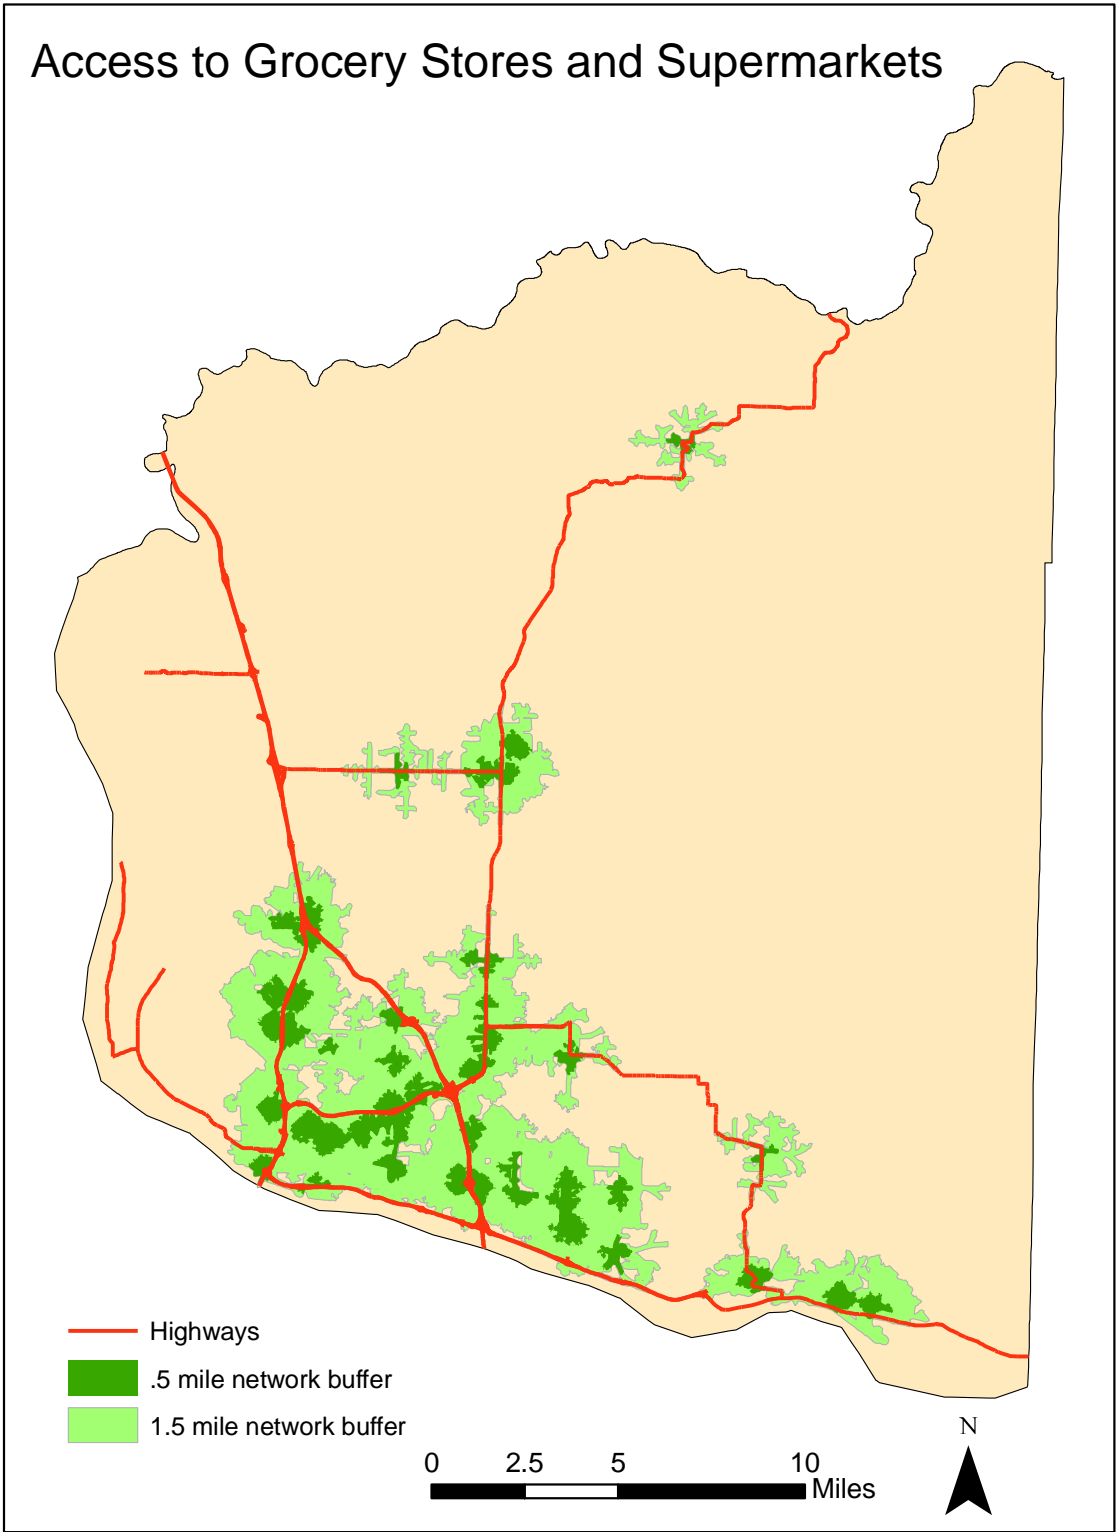 Access to Grocery Stores and Supermarkets
Highways
.5 mile network buffer
1.5 mile network buffer
N
0 2.5 5 10
Miles